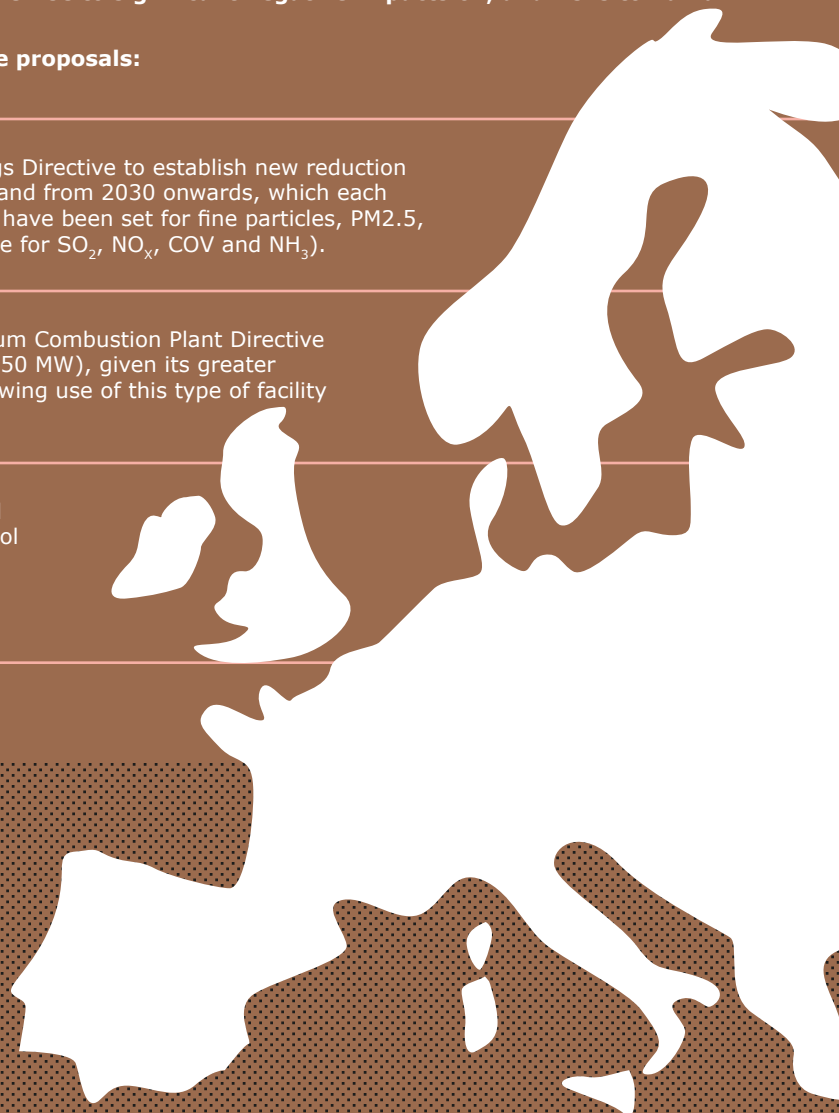 e proposals:
gs Directive to establish new reduction
and from 2030 onwards, which each
have been set for fine particles, PM2.5,
e for SO₂, NOₓ, COV and NH₃).
um Combustion Plant Directive
50 MW), given its greater
wing use of this type of facility
ol